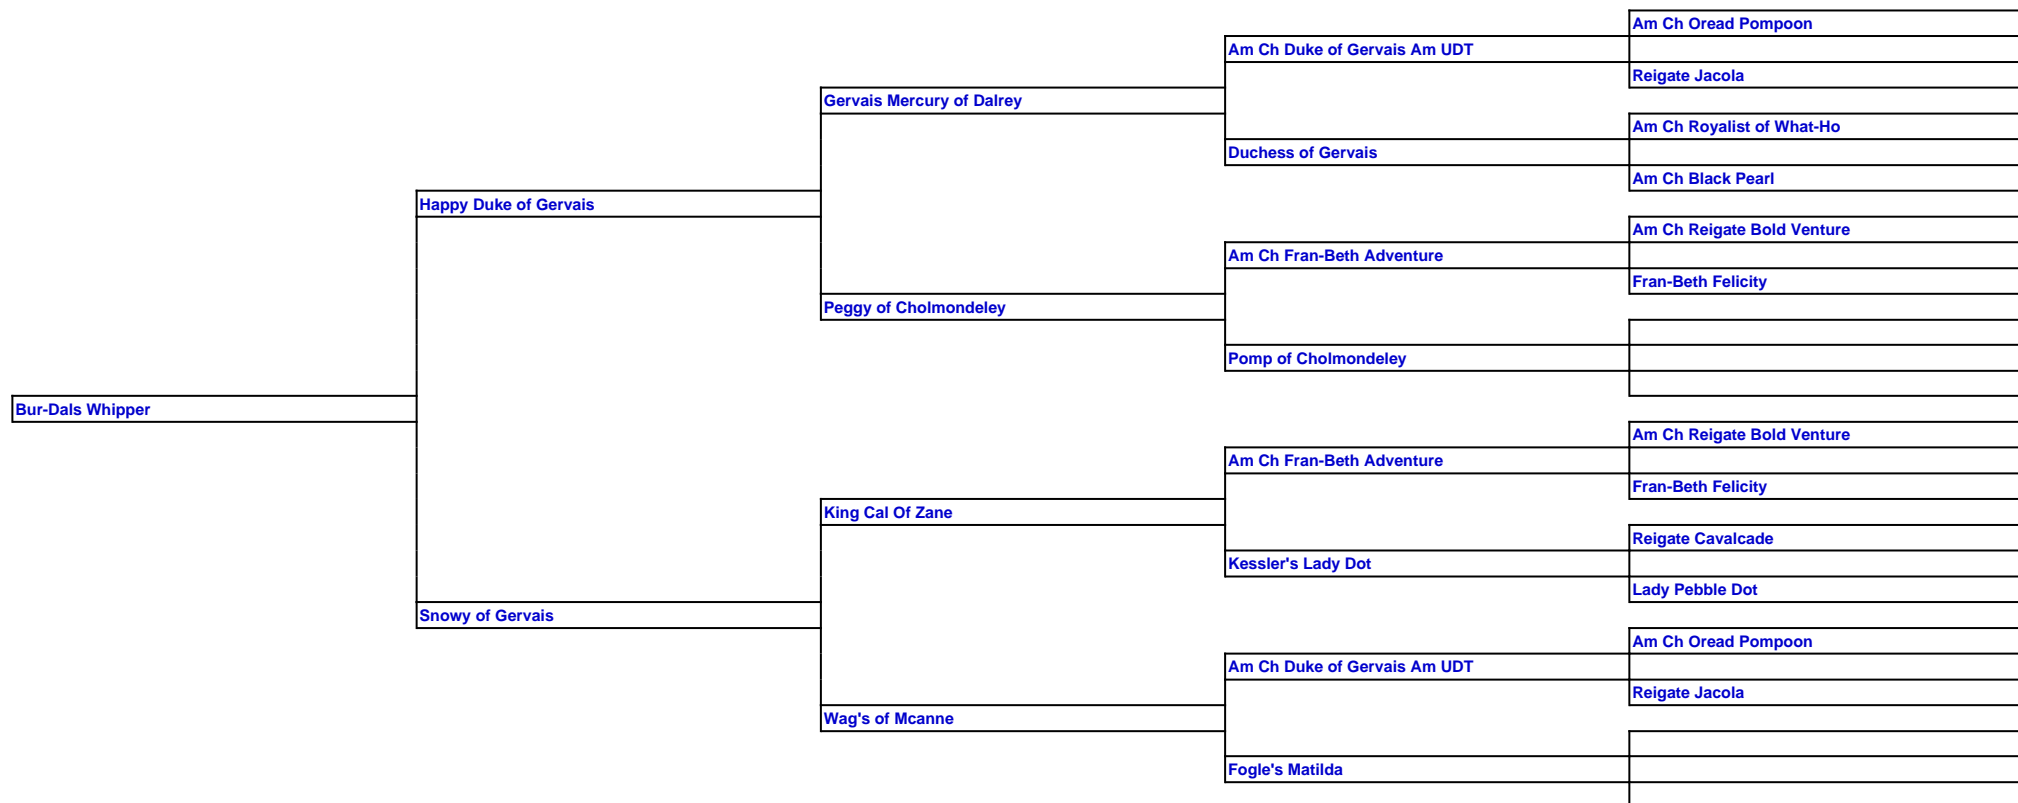 Am Ch Oread Pompoon
Am Ch Duke of Gervais Am UDT
Reigate Jacola
Gervais Mercury of Dalrey
Am Ch Royalist of What-Ho
Duchess of Gervais
Am Ch Black Pearl
Happy Duke of Gervais
Am Ch Reigate Bold Venture
Am Ch Fran-Beth Adventure
Fran-Beth Felicity
Peggy of Cholmondeley
Pomp of Cholmondeley
Bur-Dals Whipper
Am Ch Reigate Bold Venture
Am Ch Fran-Beth Adventure
Fran-Beth Felicity
King Cal Of Zane
Reigate Cavalcade
Kessler's Lady Dot
Lady Pebble Dot
Snowy of Gervais
Am Ch Oread Pompoon
Am Ch Duke of Gervais Am UDT
Reigate Jacola
Wag's of Mcanne
Fogle's Matilda